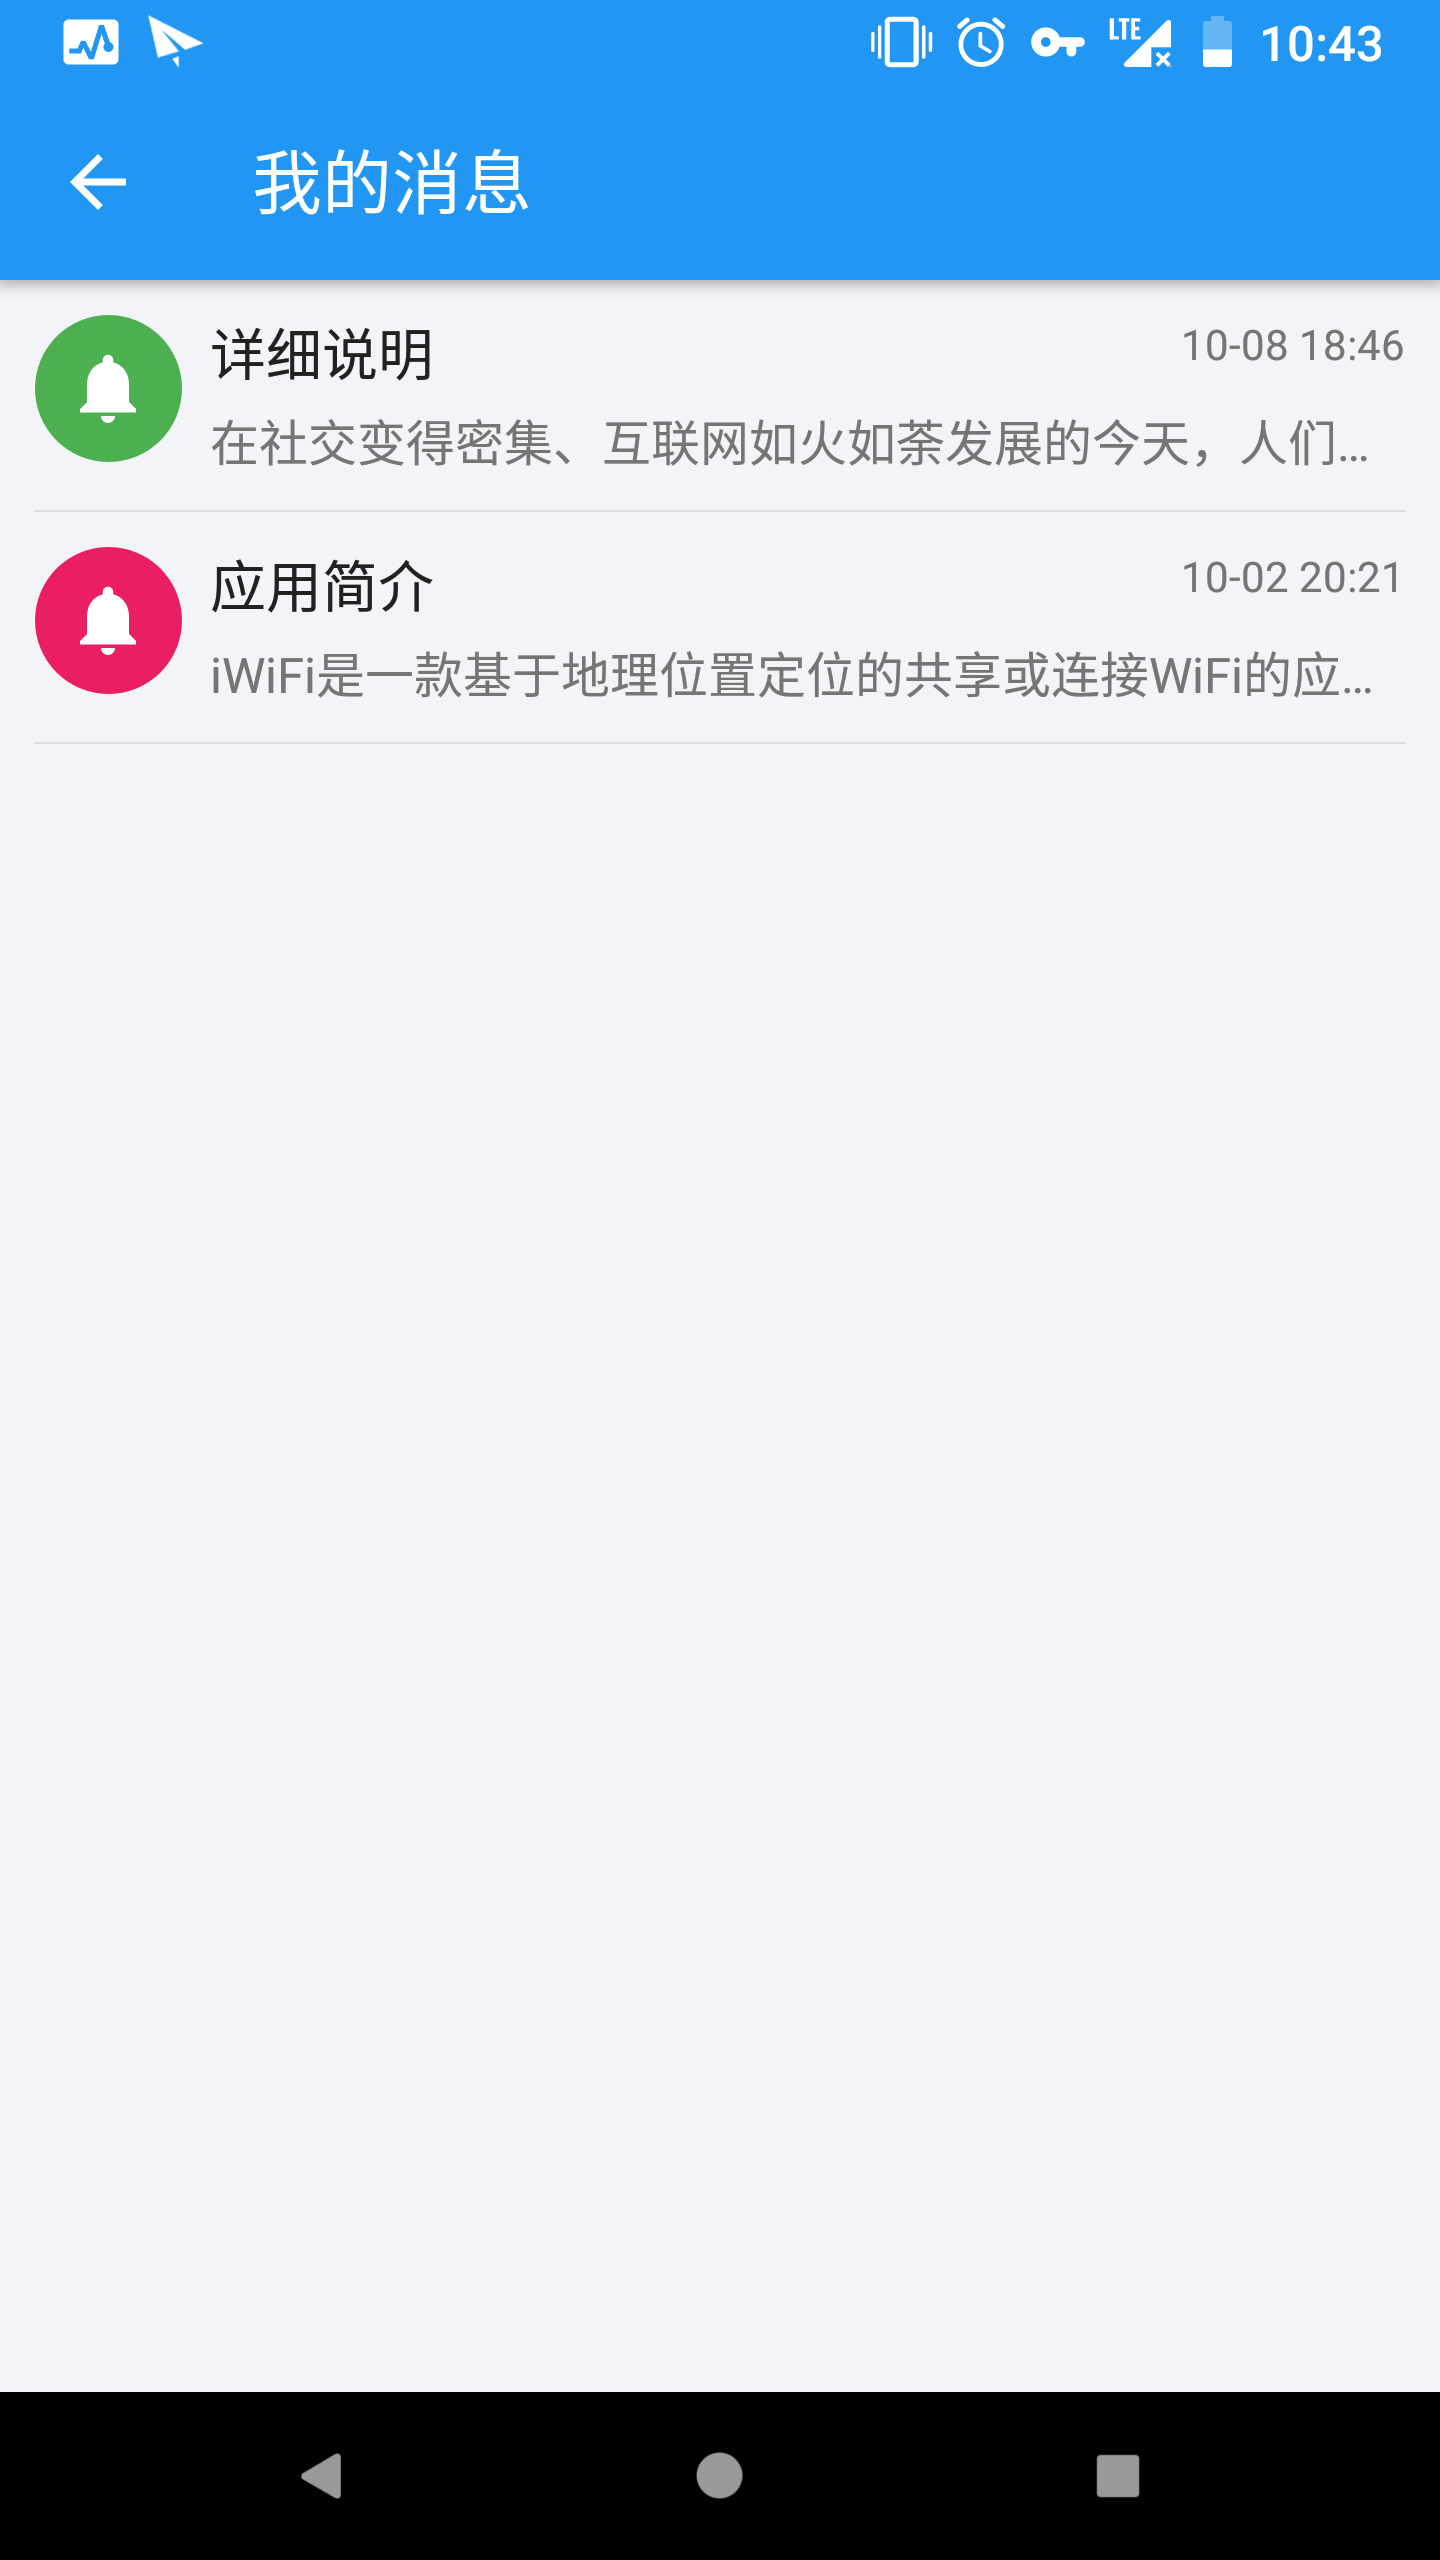 LTE 10:43
我的消息
详细说明 10-08 18:46
在社交变得密集、互联网如火如荼发展的今天，人们...
应用简介 10-02 20:21
iWiFi是一款基于地理位置定位的共享或连接WiFi的应...